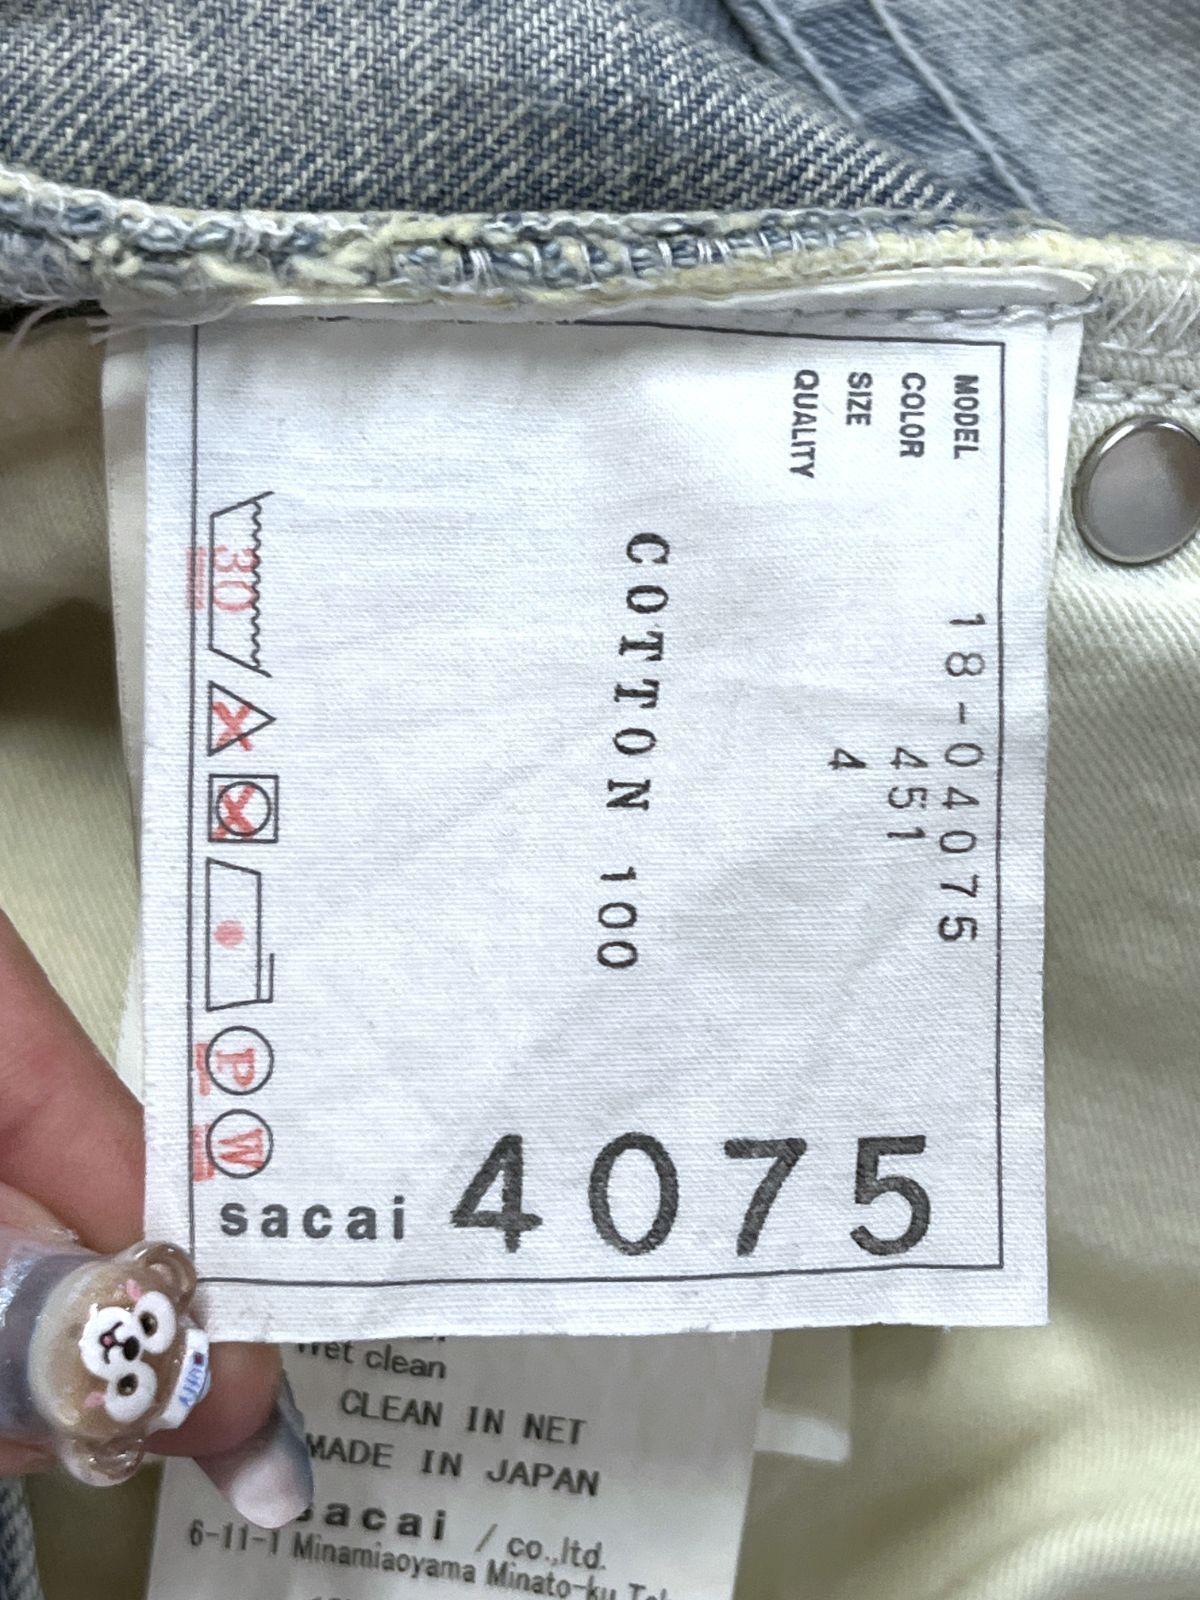 MODEL 18-04075
COLOR 451
SIZE 4
QUALITY
COTTON 100
30
P
W
sacai 4075
Wet clean
CLEAN IN NET
MADE IN JAPAN
sacai / co.,ltd.
6-11-1 Minamiaoyama Minato-ku